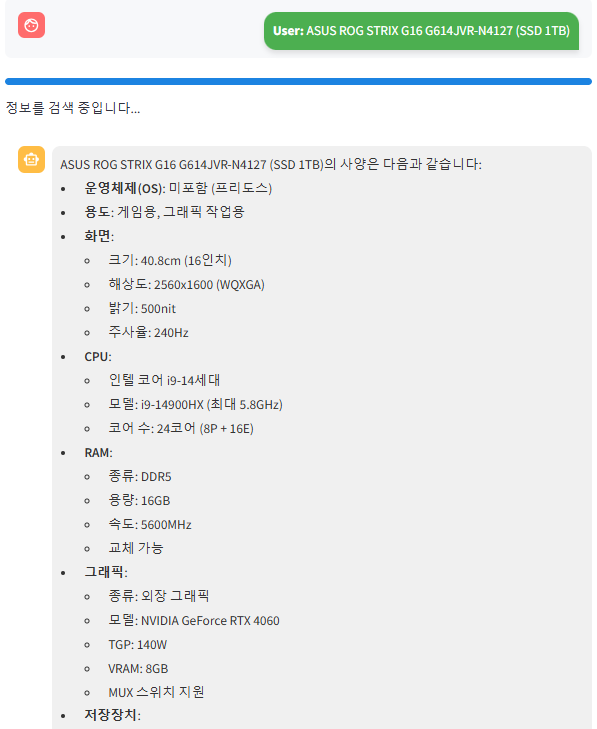 User: ASUS ROG STRIX G16 G614JVR-N4127 (SSD 1TB)
정보를 검색 중입니다...
ASUS ROG STRIX G16 G614JVR-N4127 (SSD 1TB)의 사양은 다음과 같습니다:
• 운영체제(OS): 미포함 (프리도스)
• 용도: 게임용, 그래픽 작업용
• 화면:
◦ 크기: 40.8cm (16인치)
◦ 해상도: 2560x1600 (WQXGA)
◦ 밝기: 500nit
◦ 주사율: 240Hz
• CPU:
◦ 인텔 코어 i9-14세대
◦ 모델: i9-14900HX (최대 5.8GHz)
◦ 코어 수: 24코어 (8P + 16E)
• RAM:
◦ 종류: DDR5
◦ 용량: 16GB
◦ 속도: 5600MHz
◦ 교체 가능
• 그래픽:
◦ 종류: 외장 그래픽
◦ 모델: NVIDIA GeForce RTX 4060
◦ TGP: 140W
◦ VRAM: 8GB
◦ MUX 스위치 지원
• 저장장치: